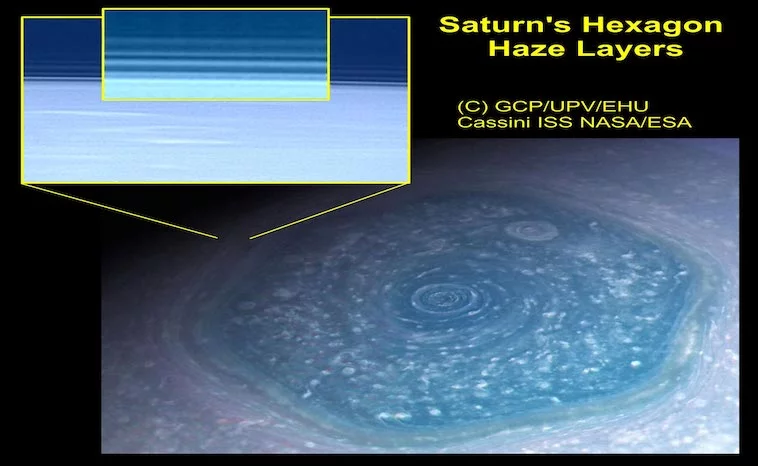 Saturn's Hexagon
Haze Layers
(C) GCP/UPV/EHU
Cassini ISS NASA/ESA